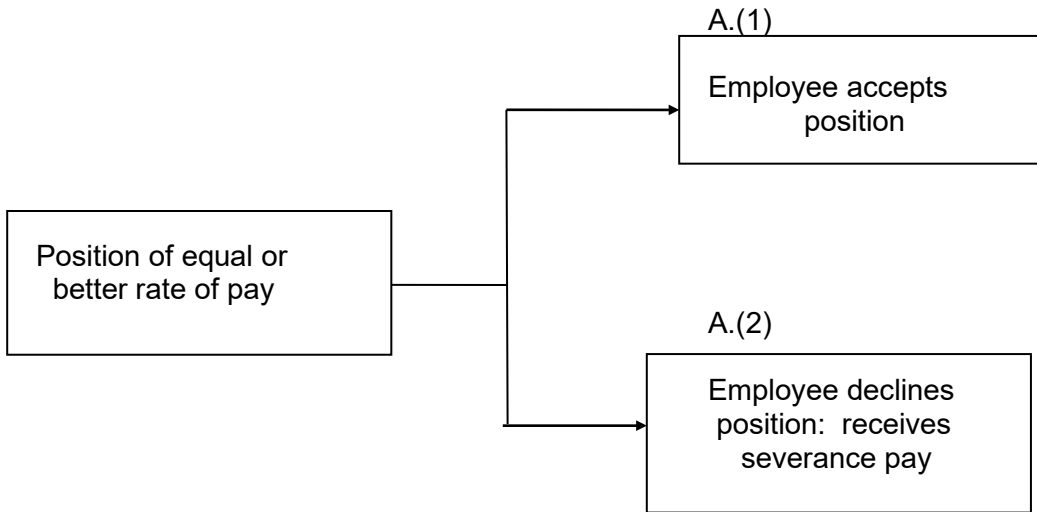 A.(1)
Employee accepts
position
Position of equal or
better rate of pay
A.(2)
Employee declines
position: receives
severance pay